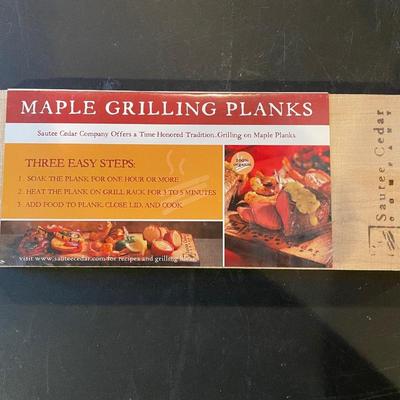 MAPLE GRILLING PLANKS
Sautee Cedar Company Offers a Time Honored Tradition..Grilling on Maple Planks
THREE EASY STEPS:
1. SOAK THE PLANK FOR ONE HOUR OR MORE
2. HEAT THE PLANK ON GRILL RACK FOR 3 TO 5 MINUTES
3. ADD FOOD TO PLANK, CLOSE LID, AND COOK
visit www.sauteecedar.com for recipes and grilling ideas
100%
organic
Sautee Cedar
COMPANY